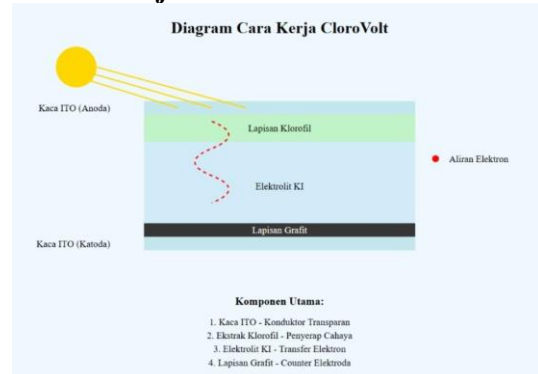 Diagram Cara Kerja CloroVolt
Kaca ITO (Anoda)
Lapisan Klorofil
Aliran Elektron
Elektrolit KI
Lapisan Grafit
Kaca ITO (Katoda)
Komponen Utama:
1. Kaca ITO - Konduktor Transparan
2. Ekstrak Klorofil - Penyerap Cahaya
3. Elektrolit KI - Transfer Elektron
4. Lapisan Grafit - Counter Elektroda